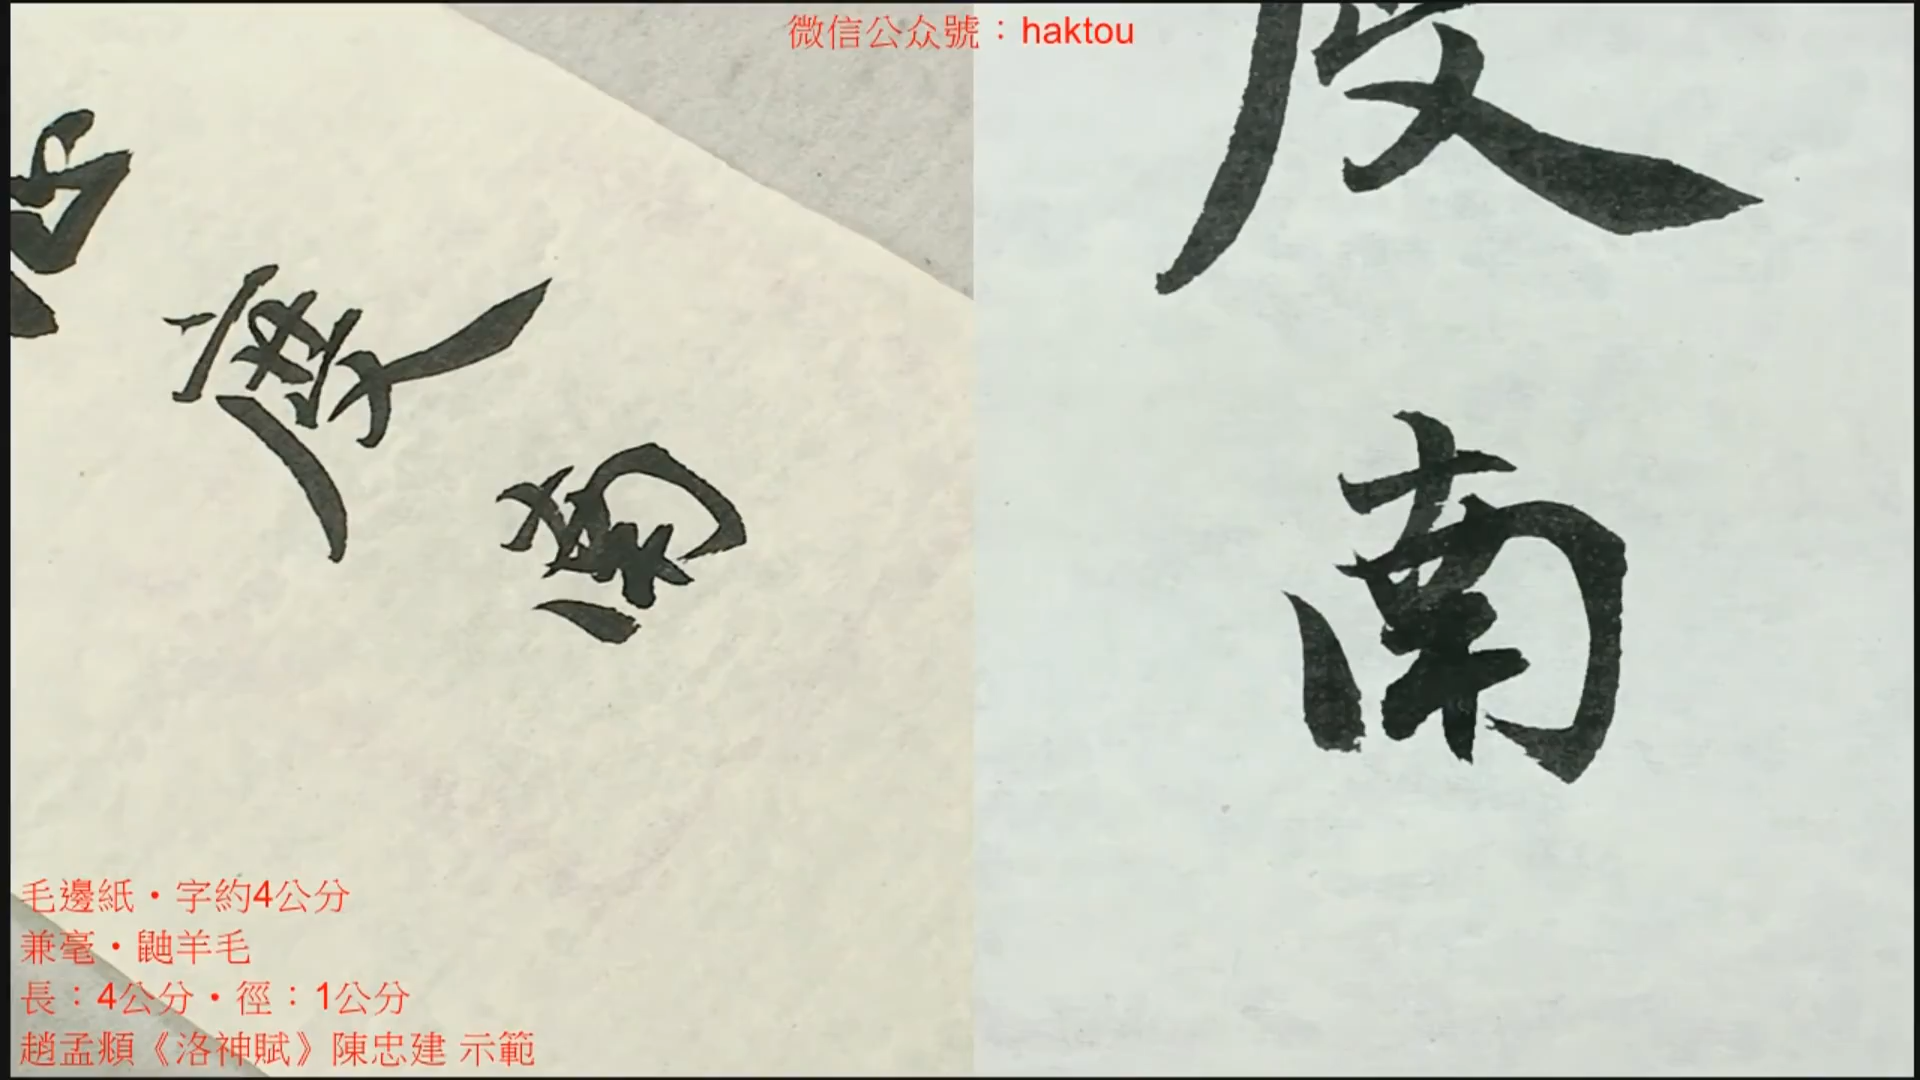 微信公众號：haktou
度
南
度
南
毛邊紙・字約4公分
兼毫・鼬羊毛
長：4公分・徑：1公分
趙孟頫《洛神賦》陳忠建 示範